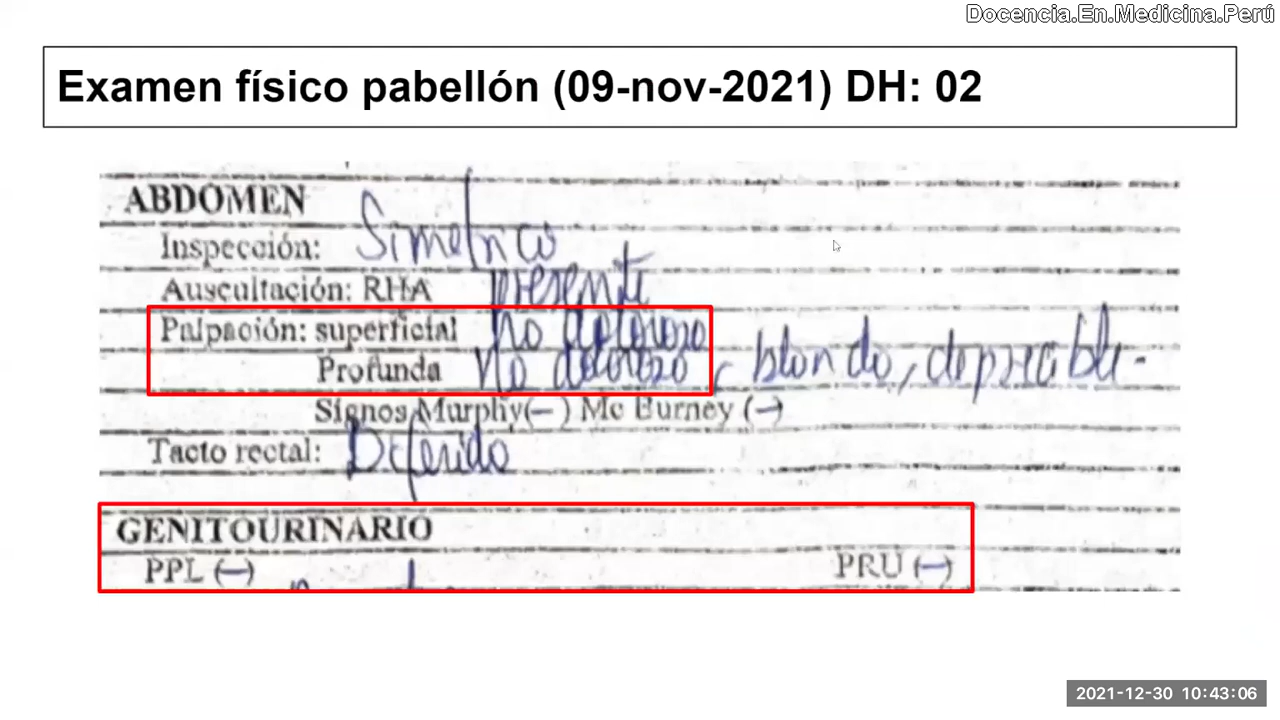 Docencia.En.Medicina.Perú
Examen físico pabellón (09-nov-2021) DH: 02
ABDOMEN
Inspección: Simetrico
Auscultación: RHA presente
Palpación: superficial No doloroso
Profunda No doloroso, blando, depresible.
Signos Murphy(-) Mc Burney (-)
Tacto rectal: Diferido
GENITOURINARIO
PPL (-) PRU (-)
2021-12-30 10:43:06